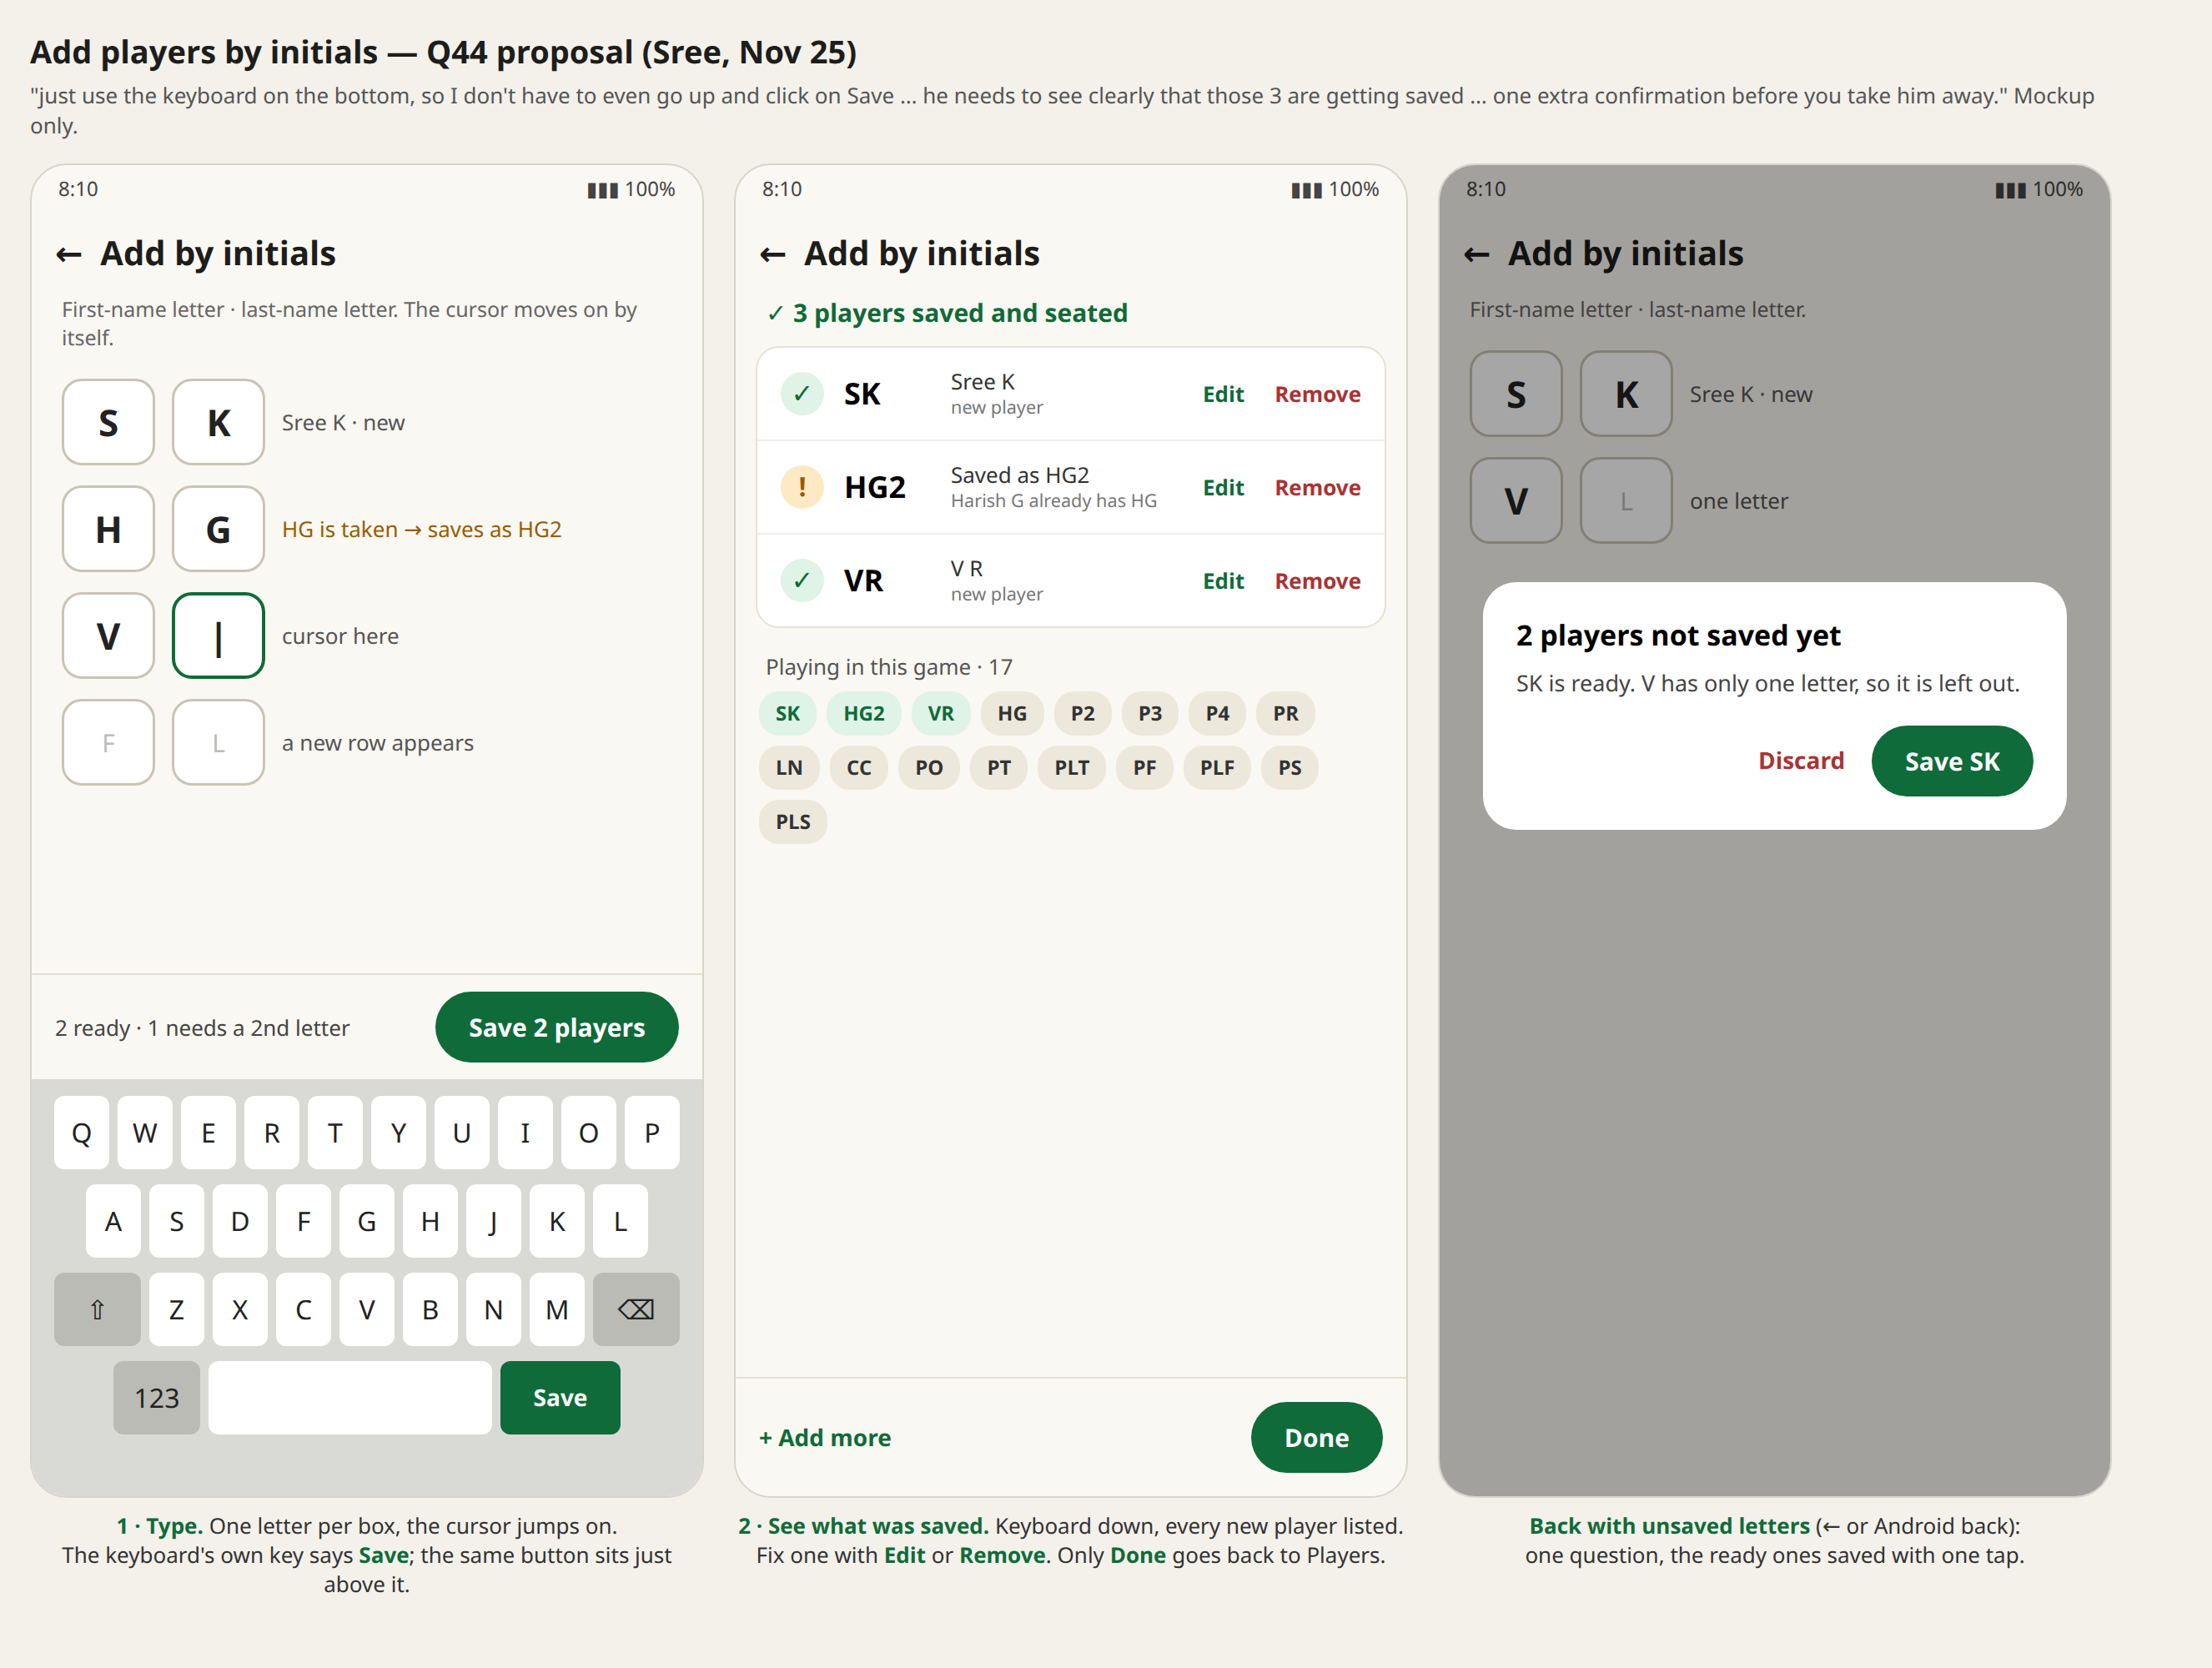 Add players by initials — Q44 proposal (Sree, Nov 25)
"just use the keyboard on the bottom, so I don't have to even go up and click on Save ... he needs to see clearly that those 3 are getting saved ... one extra confirmation before you take him away." Mockup
only.
8:10
▮▮▮ 100%
← Add by initials
First-name letter · last-name letter. The cursor moves on by
itself.
S K Sree K · new
H G HG is taken → saves as HG2
V | cursor here
F L a new row appears
2 ready · 1 needs a 2nd letter
Save 2 players
Q W E R T Y U I O P
A S D F G H J K L
⇧ Z X C V B N M ⌫
123 Save
1 · Type. One letter per box, the cursor jumps on.
The keyboard's own key says Save; the same button sits just
above it.
8:10
▮▮▮ 100%
← Add by initials
✓ 3 players saved and seated
✓ SK Sree K Edit Remove
new player
! HG2 Saved as HG2 Edit Remove
Harish G already has HG
✓ VR V R Edit Remove
new player
Playing in this game · 17
SK HG2 VR HG P2 P3 P4 PR
LN CC PO PT PLT PF PLF PS
PLS
+ Add more
Done
2 · See what was saved. Keyboard down, every new player listed.
Fix one with Edit or Remove. Only Done goes back to Players.
8:10
▮▮▮ 100%
← Add by initials
First-name letter · last-name letter.
S K Sree K · new
V L one letter
2 players not saved yet
SK is ready. V has only one letter, so it is left out.
Discard
Save SK
Back with unsaved letters (← or Android back):
one question, the ready ones saved with one tap.